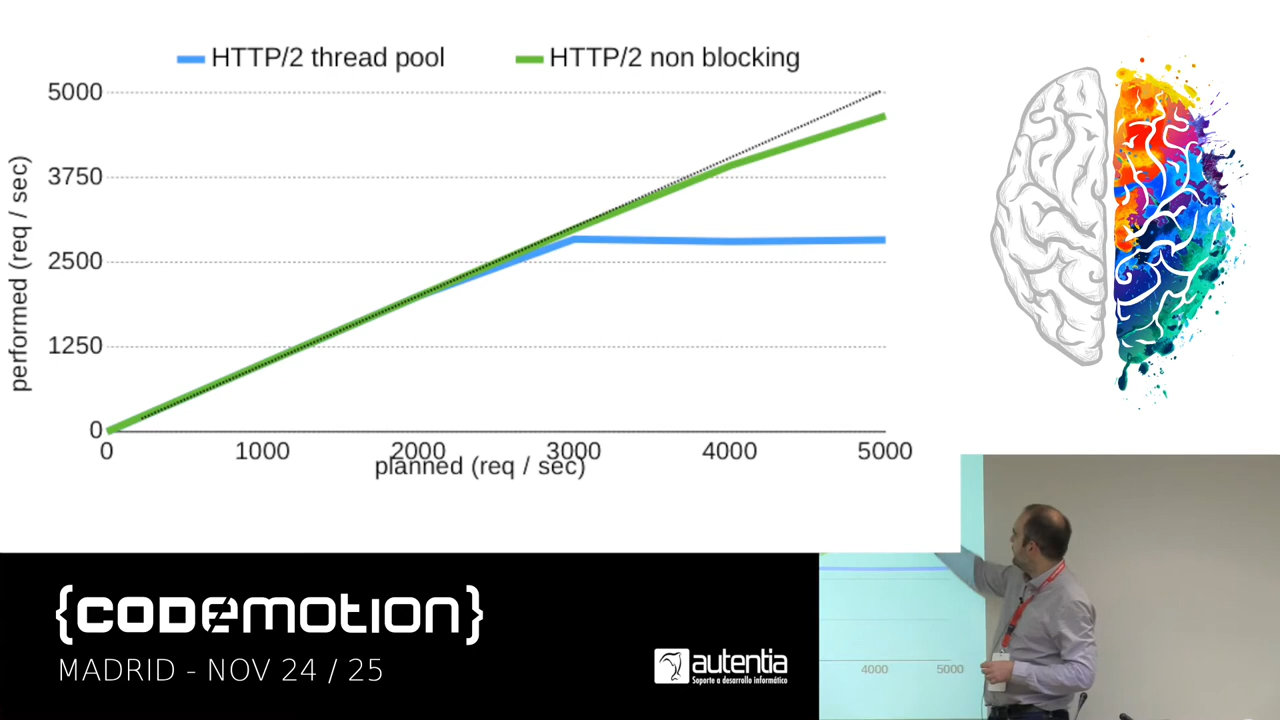 HTTP/2 thread pool
HTTP/2 non blocking
5000
3750
2500
1250
0
performed (req / sec)
0 1000 2000 3000 4000 5000
planned (req / sec)
{CODEMOTION}
MADRID - NOV 24 / 25
autentia
Soporte a desarrollo informático
4000 5000